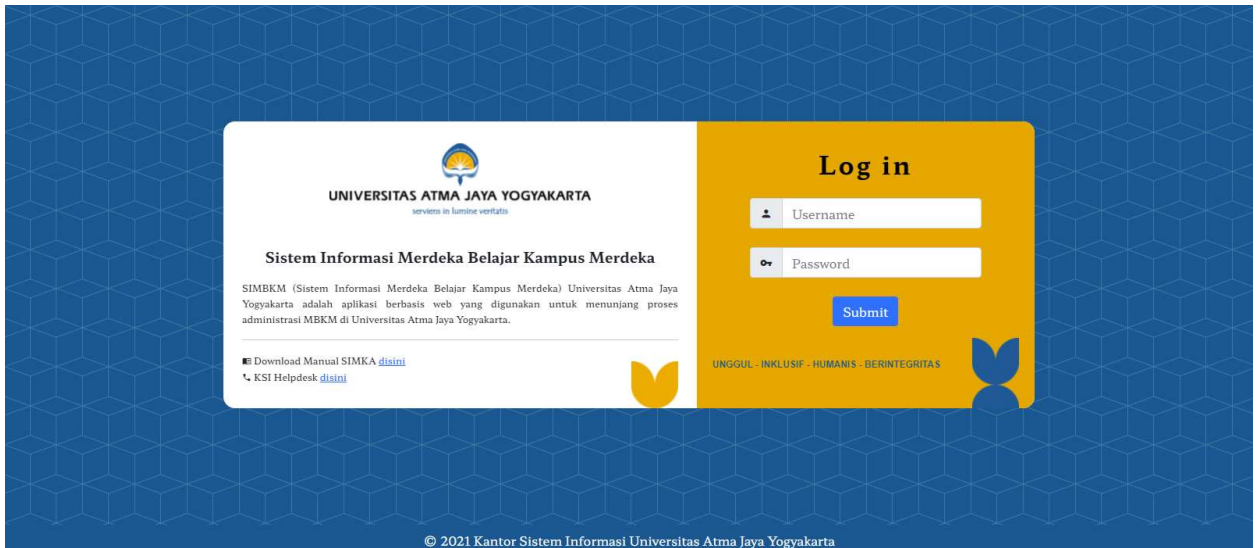 UNIVERSITAS ATMA JAYA YOGYAKARTA
serviens in lumine veritatis
Sistem Informasi Merdeka Belajar Kampus Merdeka
SIMBKM (Sistem Informasi Merdeka Belajar Kampus Merdeka) Universitas Atma Jaya
Yogyakarta adalah aplikasi berbasis web yang digunakan untuk menunjang proses
administrasi MBKM di Universitas Atma Jaya Yogyakarta.
Download Manual SIMKA disini
KSI Helpdesk disini
Log in
Username
Password
Submit
UNGGUL - INKLUSIF - HUMANIS - BERINTEGRITAS
© 2021 Kantor Sistem Informasi Universitas Atma Jaya Yogyakarta